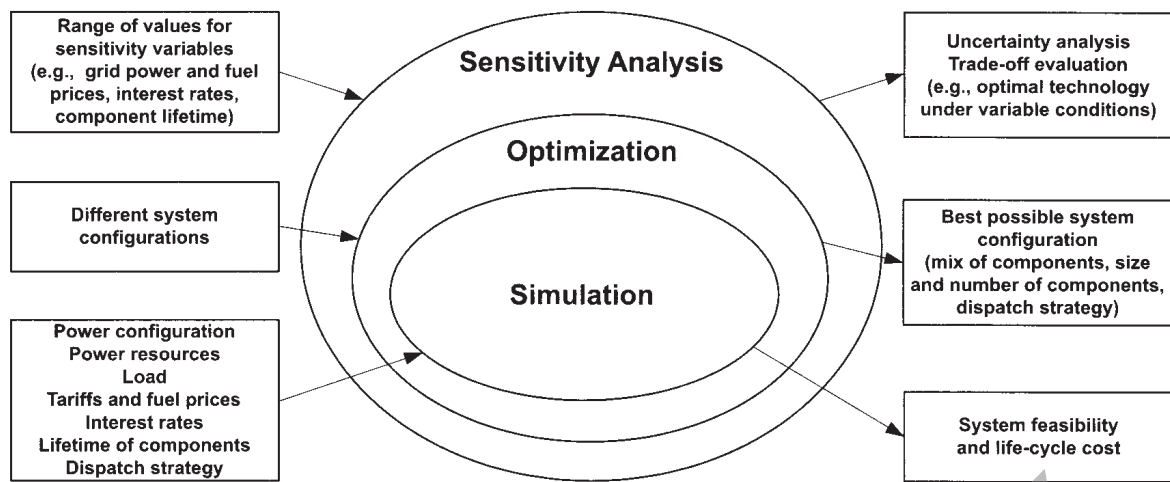 Range of values for
sensitivity variables
(e.g., grid power and fuel
prices, interest rates,
component lifetime)
Different system
configurations
Power configuration
Power resources
Load
Tariffs and fuel prices
Interest rates
Lifetime of components
Dispatch strategy
Sensitivity Analysis
Optimization
Simulation
Uncertainty analysis
Trade-off evaluation
(e.g., optimal technology
under variable conditions)
Best possible system
configuration
(mix of components, size
and number of components,
dispatch strategy)
System feasibility
and life-cycle cost